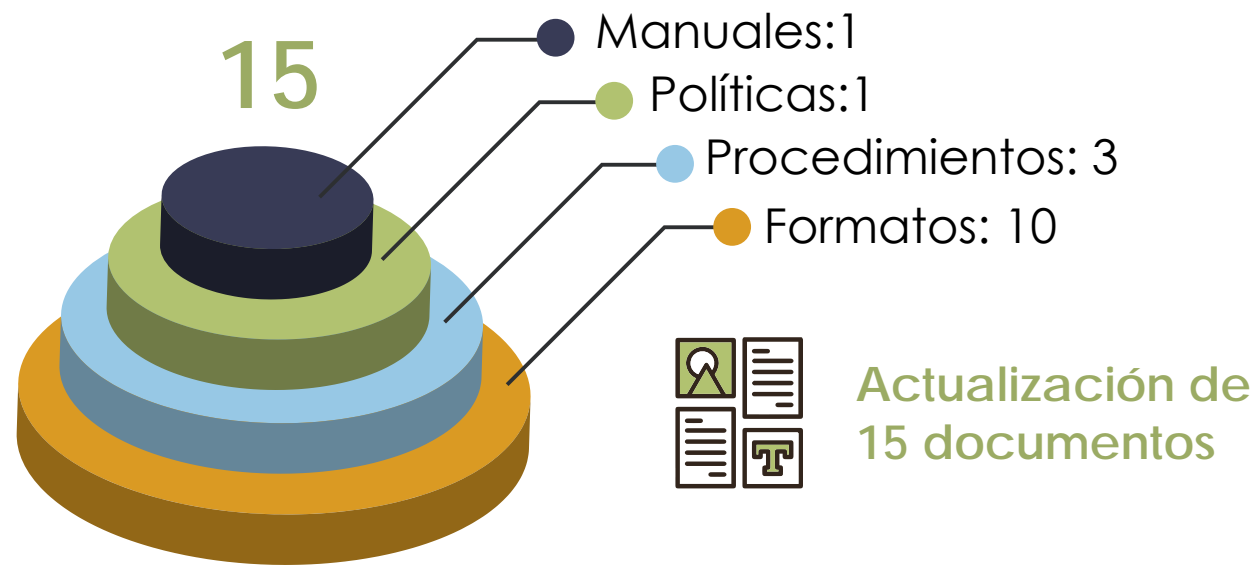 15
Manuales:1
Políticas:1
Procedimientos: 3
Formatos: 10
Actualización de
15 documentos
T